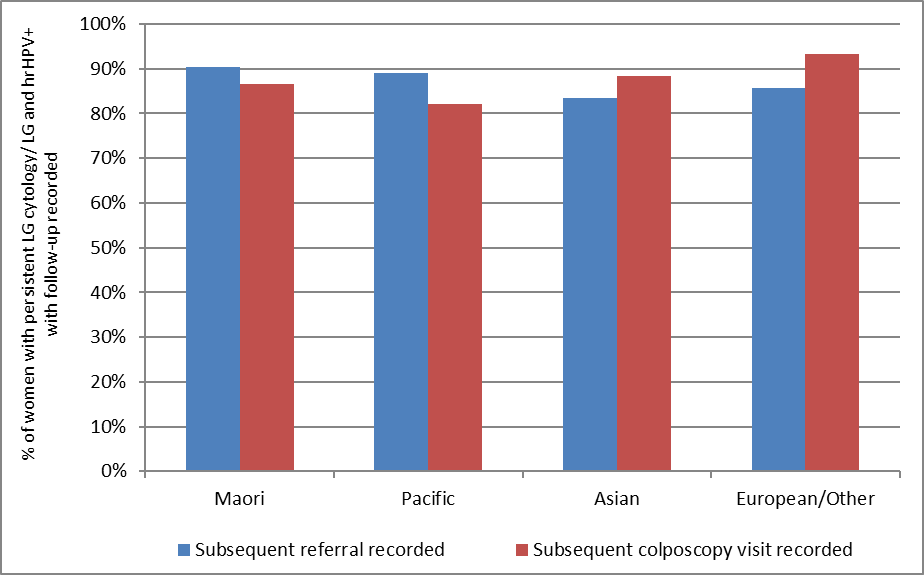 % of women with persistent LG cytology/ LG and hrHPV+
with follow-up recorded
100%
90%
80%
70%
60%
50%
40%
30%
20%
10%
0%
Maori Pacific Asian European/Other
Subsequent referral recorded Subsequent colposcopy visit recorded